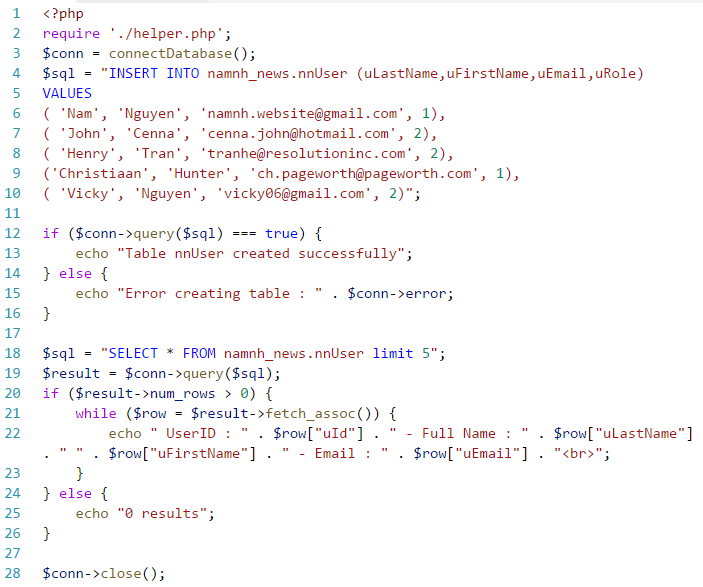 1 <?php
2 require './helper.php';
3 $conn = connectDatabase();
4 $sql = "INSERT INTO namnh_news.nnUser (uLastName,uFirstName,uEmail,uRole)
5 VALUES
6 ( 'Nam', 'Nguyen', 'namnh.website@gmail.com', 1),
7 ( 'John', 'Cenna', 'cenna.john@hotmail.com', 2),
8 ( 'Henry', 'Tran', 'tranhe@resolutioninc.com', 2),
9 ('Christiaan', 'Hunter', 'ch.pageworth@pageworth.com', 1),
10 ( 'Vicky', 'Nguyen', 'vicky06@gmail.com', 2)";
11
12 if ($conn->query($sql) === true) {
13     echo "Table nnUser created successfully";
14 } else {
15     echo "Error creating table : " . $conn->error;
16 }
17
18 $sql = "SELECT * FROM namnh_news.nnUser limit 5";
19 $result = $conn->query($sql);
20 if ($result->num_rows > 0) {
21     while ($row = $result->fetch_assoc()) {
22         echo " UserID : " . $row["uId"] . " - Full Name : " . $row["uLastName"]
. " " . $row["uFirstName"] . " - Email : " . $row["uEmail"] . "<br>";
23     }
24 } else {
25     echo "0 results";
26 }
27
28 $conn->close();